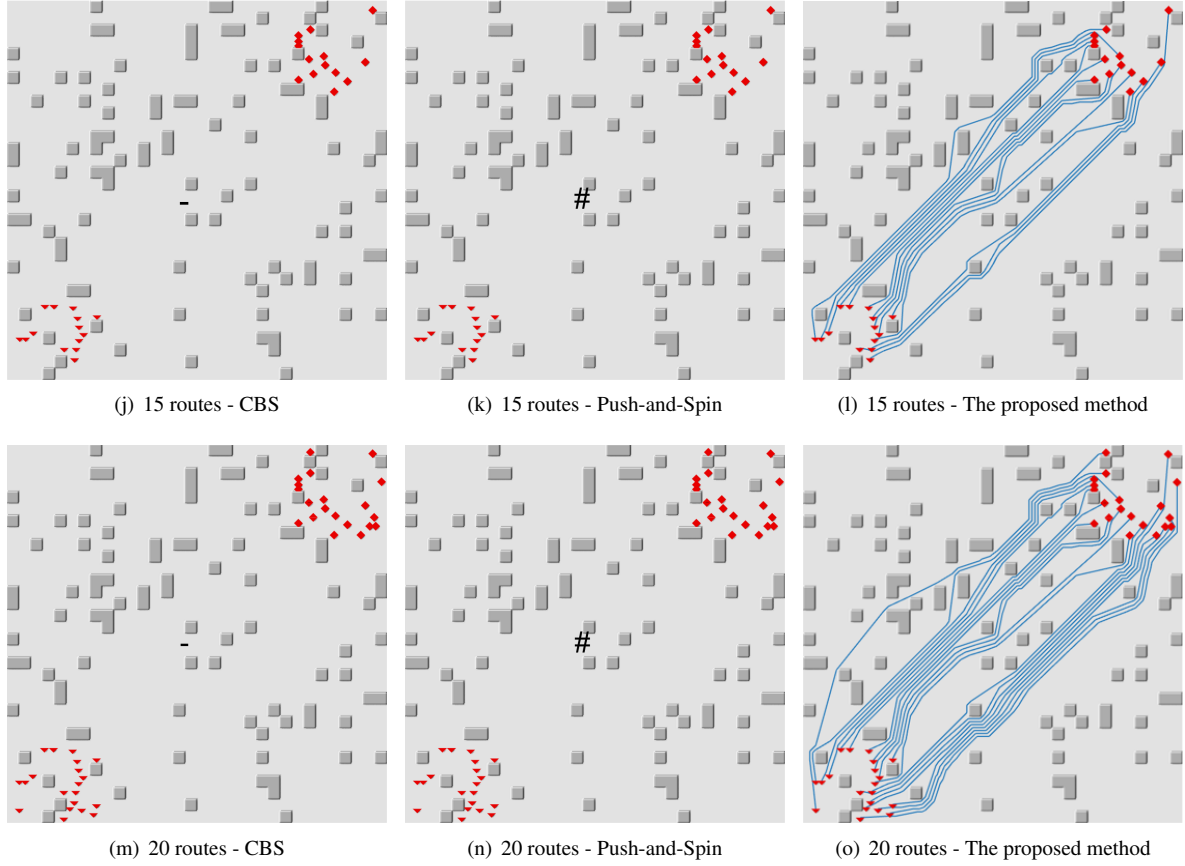 -
#
(j) 15 routes - CBS
(k) 15 routes - Push-and-Spin
(l) 15 routes - The proposed method
-
#
(m) 20 routes - CBS
(n) 20 routes - Push-and-Spin
(o) 20 routes - The proposed method